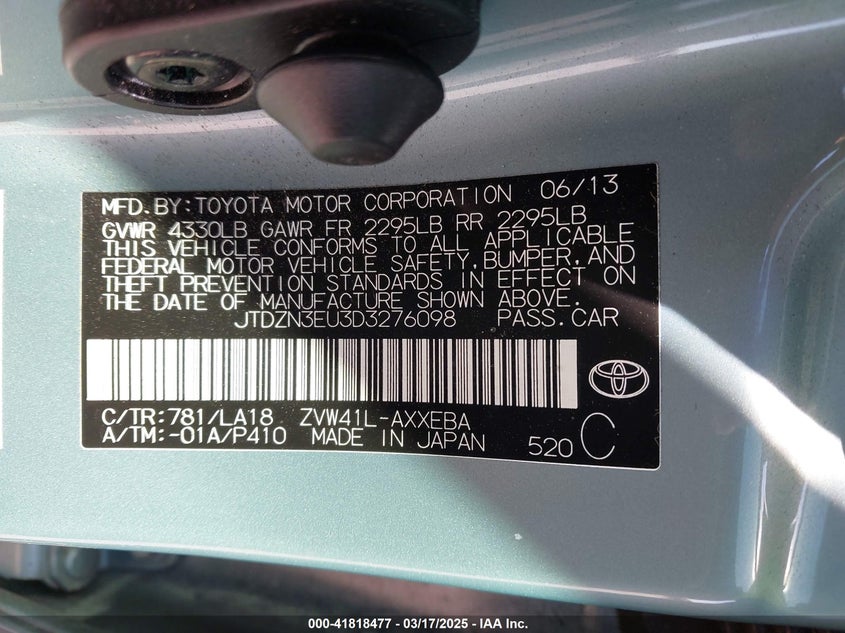 MFD.BY:TOYOTA MOTOR CORPORATION 06/13
GVWR 4330LB GAWR FR 2295LB RR 2295LB
THIS VEHICLE CONFORMS TO ALL APPLICABLE
FEDERAL MOTOR VEHICLE SAFETY,BUMPER,AND
THEFT PREVENTION STANDARDS IN EFFECT ON
THE DATE OF MANUFACTURE SHOWN ABOVE.
JTDZN3EU3D3276098 PASS.CAR
C/TR:781/LA18 ZVW41L-AXXEBA
A/TM:-01A/P410 MADE IN JAPAN 520 C
000-41818477 - 03/17/2025 - IAA Inc.